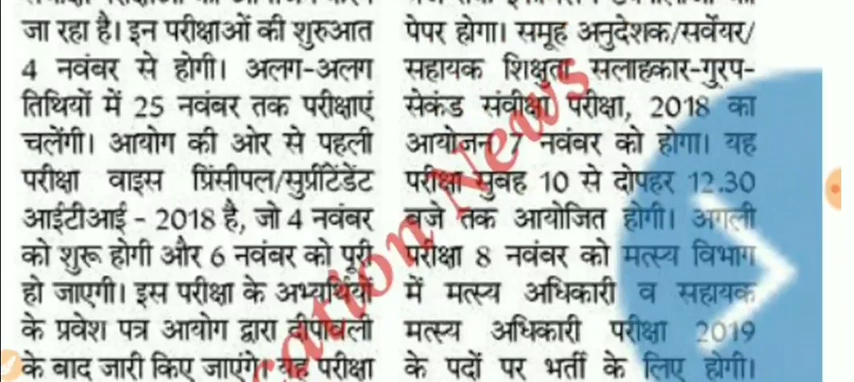 जा रहा है। इन परीक्षाओं की शुरुआत
4 नवंबर से होगी। अलग-अलग
तिथियों में 25 नवंबर तक परीक्षाएं
चलेंगी। आयोग की ओर से पहली
परीक्षा वाइस प्रिंसीपल/सुप्रीटेंडेंट
आईटीआई - 2018 है, जो 4 नवंबर
को शुरू होगी और 6 नवंबर को पूरी
हो जाएगी। इस परीक्षा के अभ्यर्थियों
के प्रवेश पत्र आयोग द्वारा दीपावली
के बाद जारी किए जाएंगे। यह परीक्षा
पेपर होगा। समूह अनुदेशक/सर्वेयर/
सहायक शिक्षुता सलाहकार-गुरप-
सेकंड संवीक्षा परीक्षा, 2018 का
आयोजन 7 नवंबर को होगा। यह
परीक्षा सुबह 10 से दोपहर 12.30
बजे तक आयोजित होगी। अगली
परीक्षा 8 नवंबर को मत्स्य विभाग
में मत्स्य अधिकारी व सहायक
मत्स्य अधिकारी परीक्षा 2019
के पदों पर भर्ती के लिए होगी।
cation News